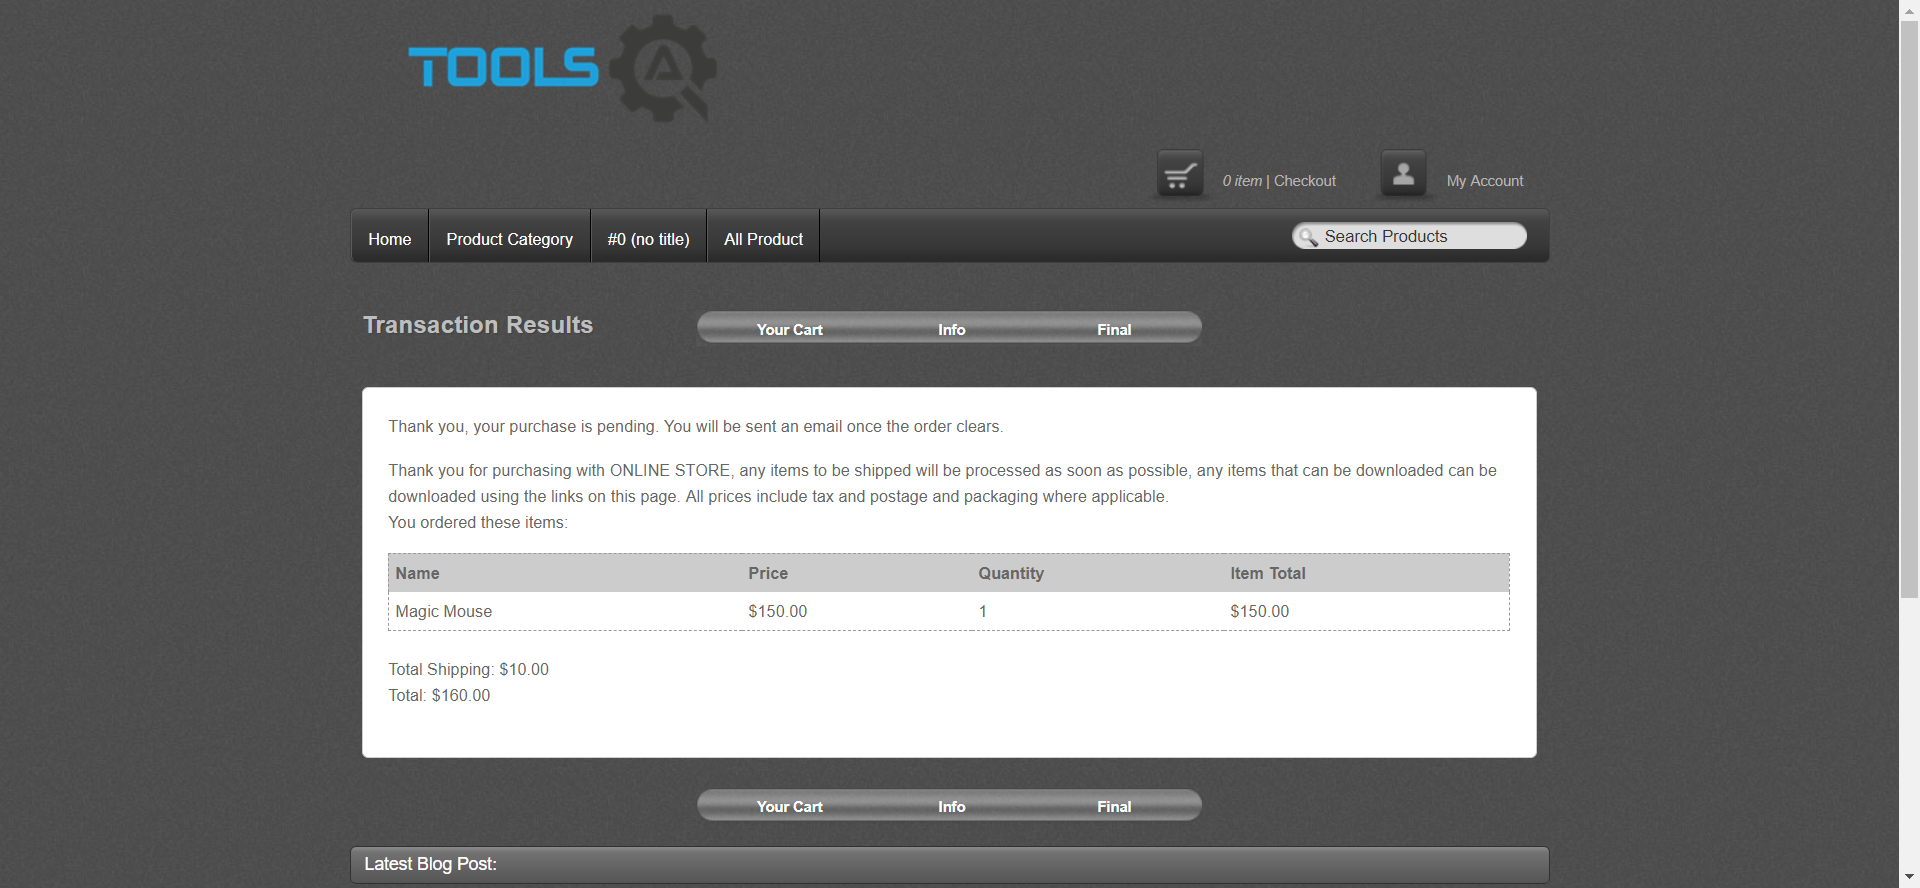 TOOLS QA
0 item | Checkout
My Account
Home
Product Category
#0 (no title)
All Product
Search Products
Transaction Results
Your Cart
Info
Final
Thank you, your purchase is pending. You will be sent an email once the order clears.
Thank you for purchasing with ONLINE STORE, any items to be shipped will be processed as soon as possible, any items that can be downloaded can be
downloaded using the links on this page. All prices include tax and postage and packaging where applicable.
You ordered these items:
Name Price Quantity Item Total
Magic Mouse $150.00 1 $150.00
Total Shipping: $10.00
Total: $160.00
Your Cart
Info
Final
Latest Blog Post: